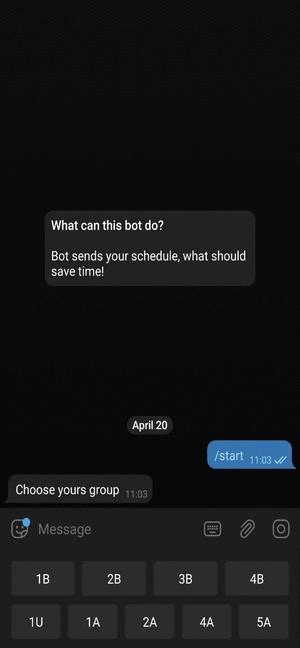 What can this bot do?
Bot sends your schedule, what should
save time!
April 20
/start 11:03
Choose yours group 11:03
Message
1B 2B 3B 4B
1U 1A 2A 4A 5A